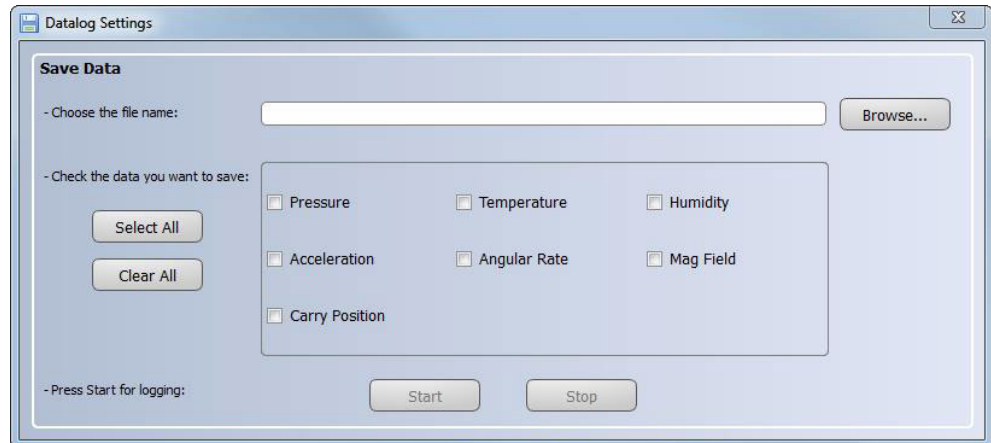 Datalog Settings
Save Data
- Choose the file name:
Browse...
- Check the data you want to save:
Select All
Clear All
Pressure Temperature Humidity
Acceleration Angular Rate Mag Field
Carry Position
- Press Start for logging:
Start Stop